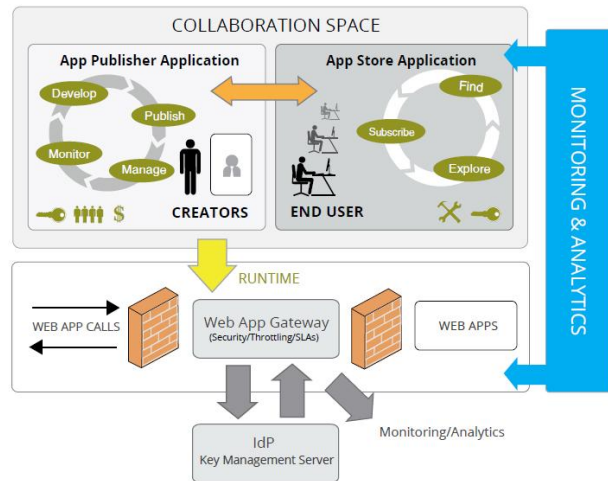 COLLABORATION SPACE
App Publisher Application
Develop
Publish
Monitor
Manage
$
CREATORS
App Store Application
Find
Subscribe
Explore
END USER
MONITORING & ANALYTICS
RUNTIME
WEB APP CALLS
Web App Gateway
(Security/Throttling/SLAs)
WEB APPS
IdP
Key Management Server
Monitoring/Analytics